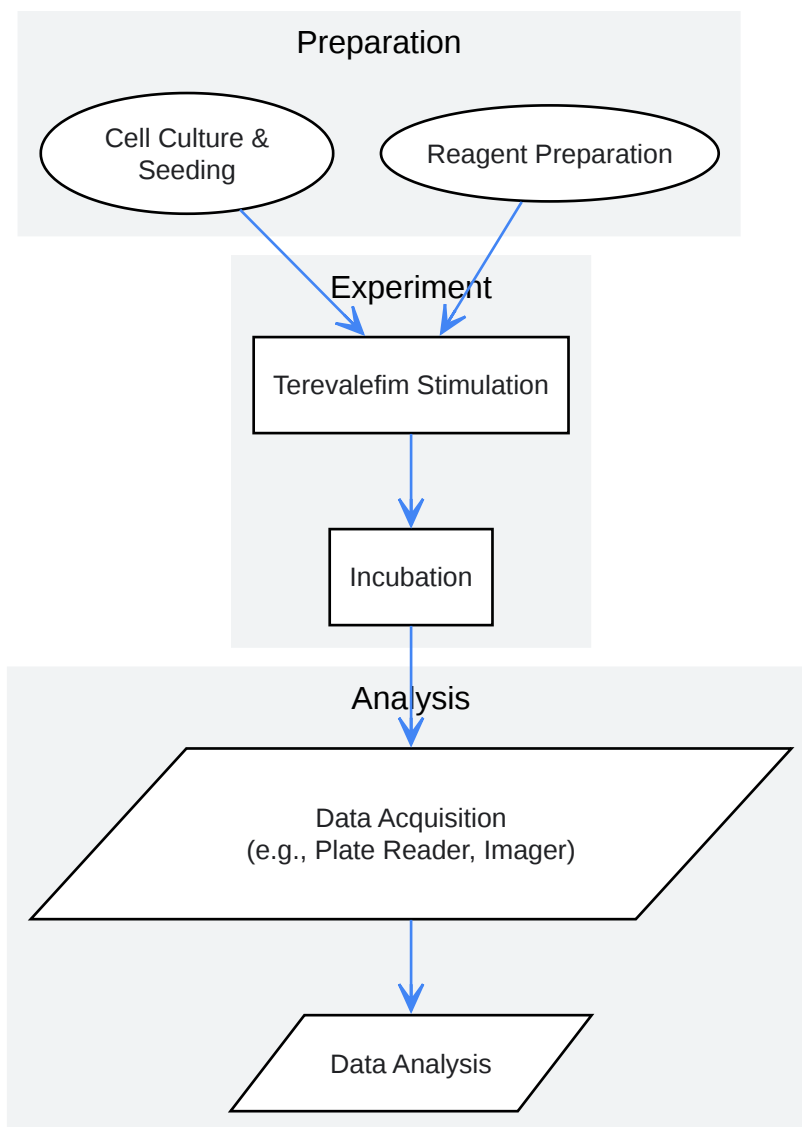 Preparation
Cell Culture &
Seeding
Reagent Preparation
Experiment
Terevalefim Stimulation
Incubation
Analysis
Data Acquisition
(e.g., Plate Reader, Imager)
Data Analysis